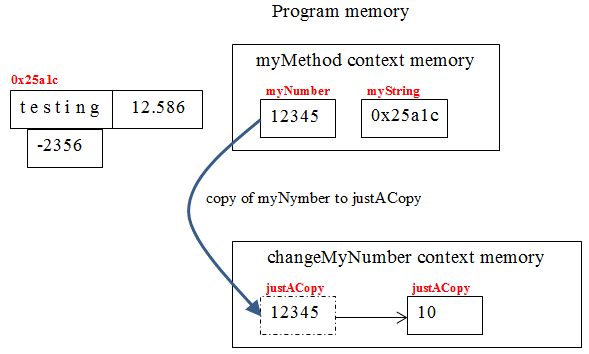 Program memory
myMethod context memory
0x25a1c
myNumber myString
testing 12.586
12345 0x25a1c
-2356
copy of myNymber to justACopy
changeMyNumber context memory
justACopy justACopy
12345 10